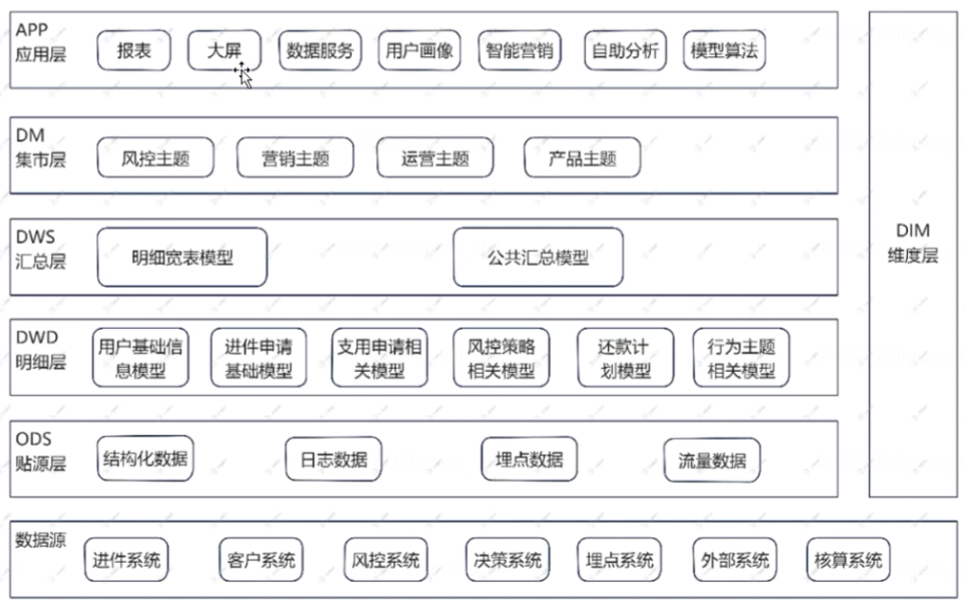 APP
应用层
报表
大屏
数据服务
用户画像
智能营销
自助分析
模型算法
DM
集市层
风控主题
营销主题
运营主题
产品主题
DWS
汇总层
明细宽表模型
公共汇总模型
DWD
明细层
用户基础信
息模型
进件申请
基础模型
支用申请相
关模型
风控策略
相关模型
还款计
划模型
行为主题
相关模型
ODS
贴源层
结构化数据
日志数据
埋点数据
流量数据
DIM
维度层
数据源
进件系统
客户系统
风控系统
决策系统
埋点系统
外部系统
核算系统